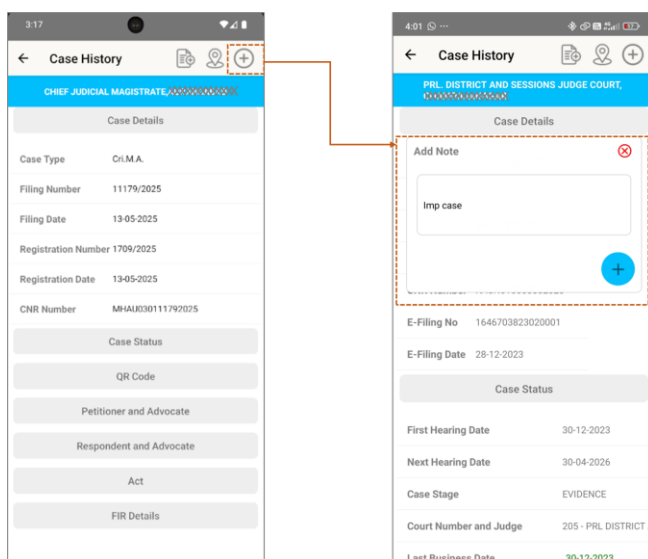 3:17
Case History
CHIEF JUDICIAL MAGISTRATE,
Case Details
Case Type Cri.M.A.
Filing Number 11179/2025
Filing Date 13-05-2025
Registration Number 1709/2025
Registration Date 13-05-2025
CNR Number MHAU030111792025
Case Status
QR Code
Petitioner and Advocate
Respondent and Advocate
Act
FIR Details
4:01
Case History
PRL. DISTRICT AND SESSIONS JUDGE COURT,
Case Details
Add Note
Imp case
E-Filing No 1646703823020001
E-Filing Date 28-12-2023
Case Status
First Hearing Date 30-12-2023
Next Hearing Date 30-04-2026
Case Stage EVIDENCE
Court Number and Judge 205 - PRL DISTRICT
Last Business Date 30-12-2023